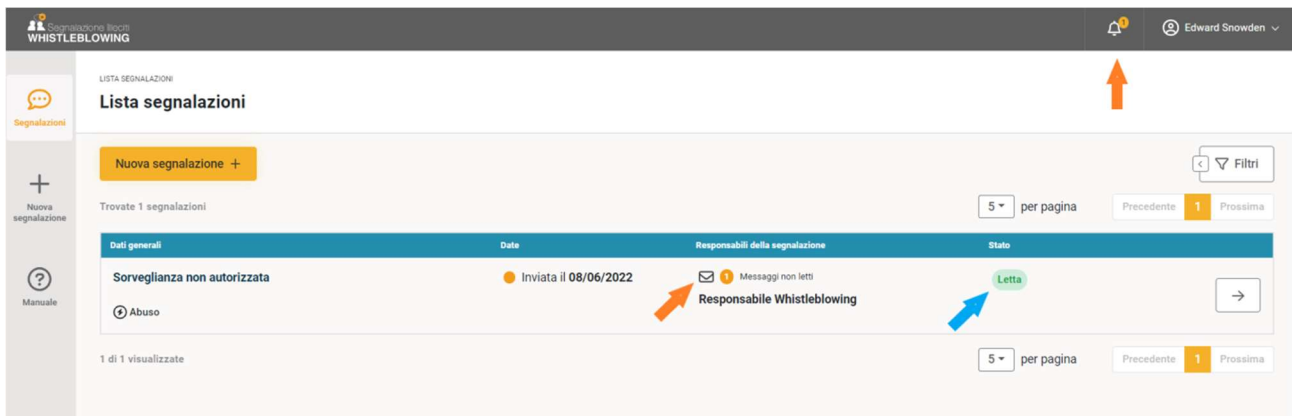 Segnalazione Illeciti
WHISTLEBLOWING
1
Edward Snowden
LISTA SEGNALAZIONI
Lista segnalazioni
Segnalazioni
Nuova segnalazione +
Filtri
Nuova
segnalazione
Trovate 1 segnalazioni
5 per pagina
Precedente 1 Prossima
Dati generali Date Responsabili della segnalazione Stato
Sorveglianza non autorizzata Inviata il 08/06/2022 1 Messaggi non letti Letta
Responsabile Whistleblowing
Manuale
Abuso
1 di 1 visualizzate
5 per pagina
Precedente 1 Prossima